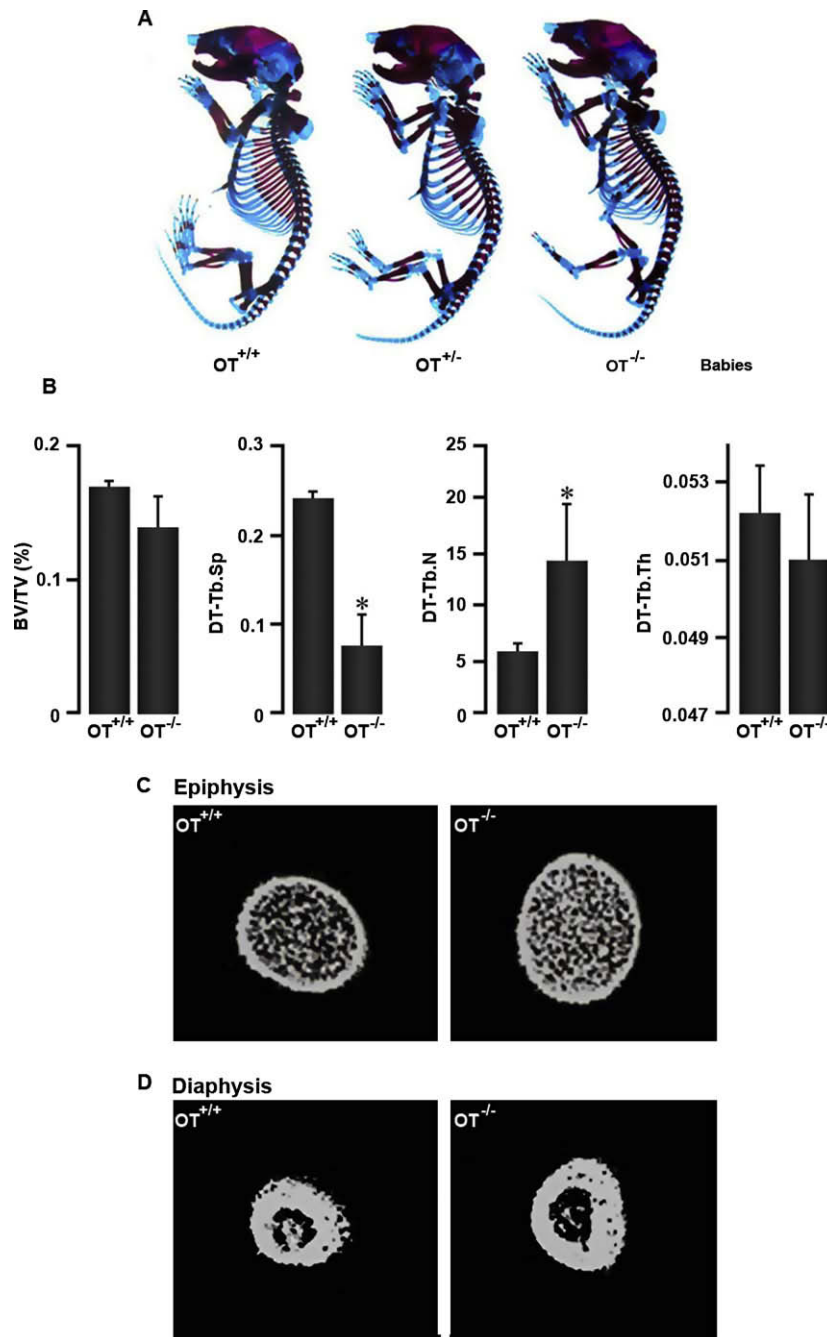 A
OT+/+
OT+/-
OT-/-
Babies
B
BV/TV (%)
0.2
0.1
0
OT+/+
OT-/-
DT-Tb.Sp
0.3
0.2
0.1
0
*
OT+/+
OT-/-
DT-Tb.N
25
20
15
10
5
0
*
OT+/+
OT-/-
DT-Tb.Th
0.053
0.051
0.049
0.047
OT+/+
OT-/-
C Epiphysis
OT+/+
OT-/-
D Diaphysis
OT+/+
OT-/-